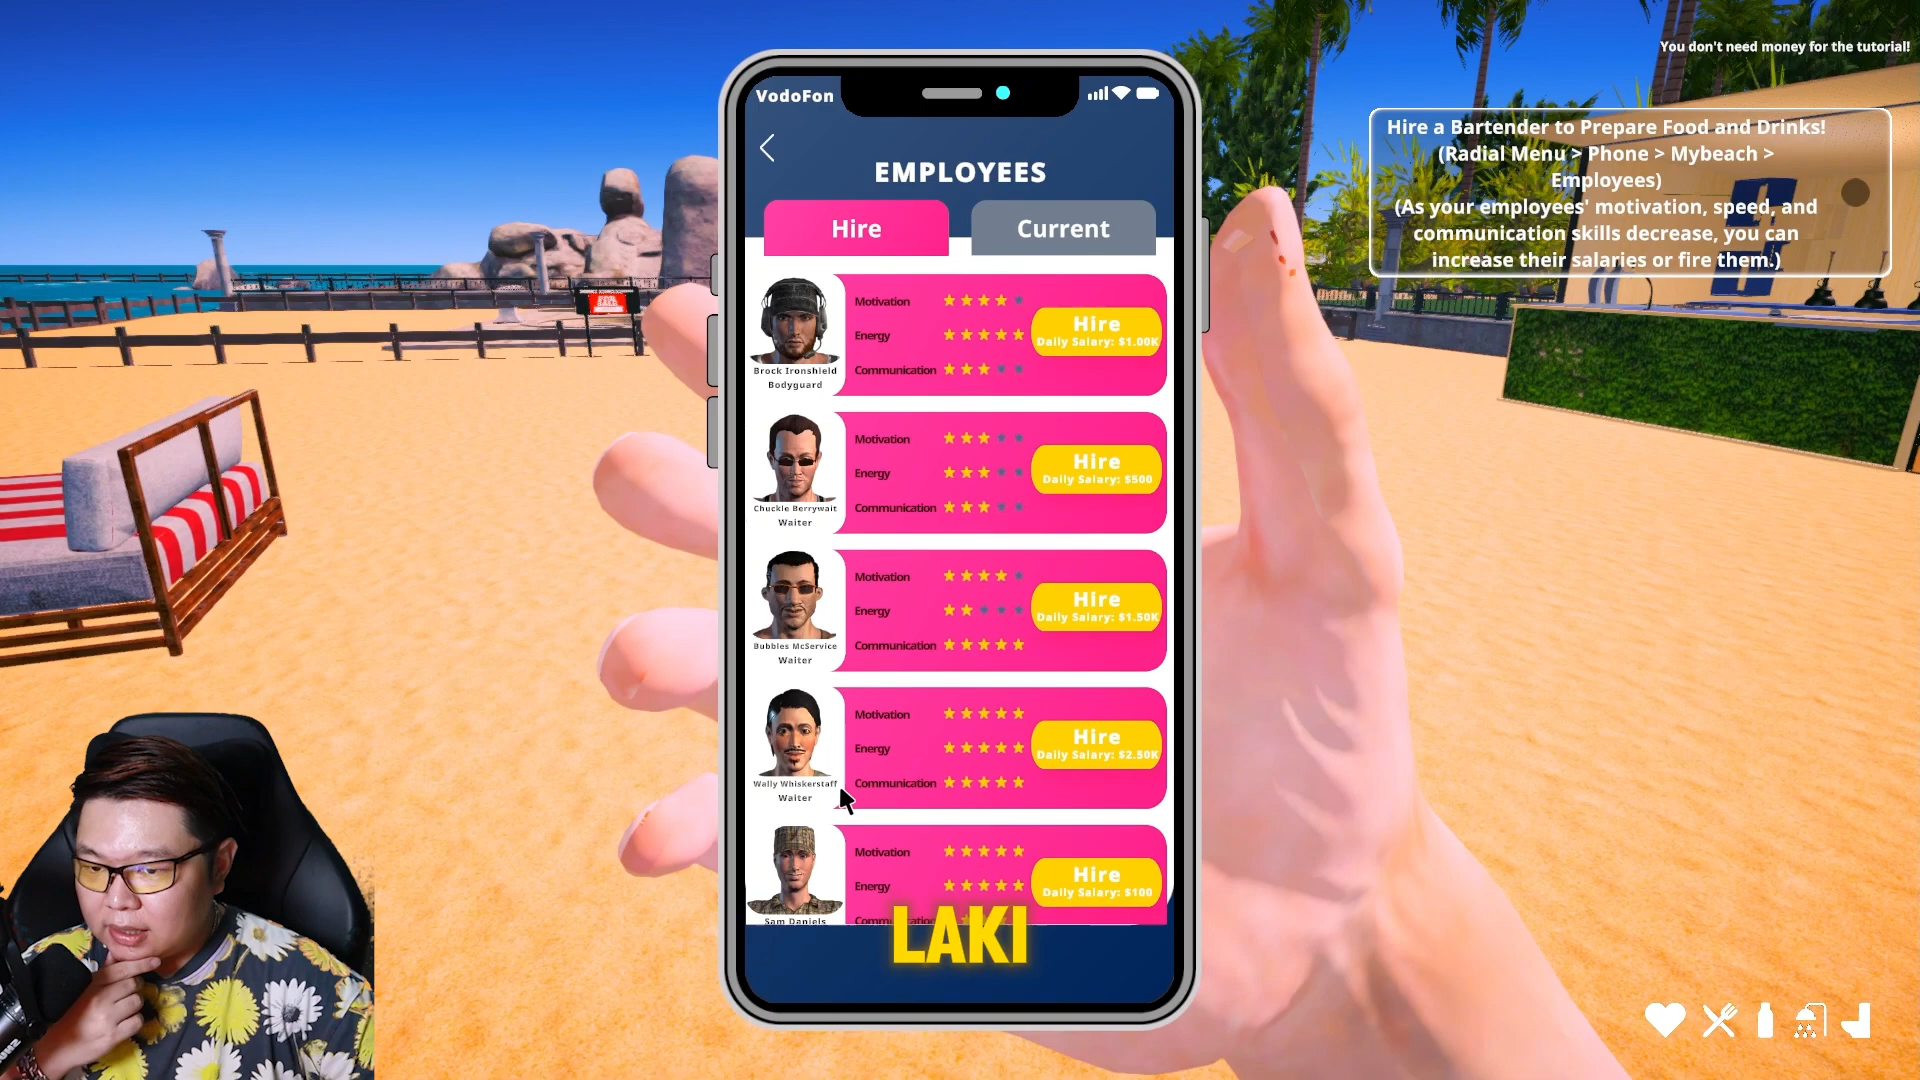 You don't need money for the tutorial!
VodoFon
Hire a Bartender to Prepare Food and Drinks!
(Radial Menu > Phone > Mybeach >
Employees)
(As your employees' motivation, speed, and
communication skills decrease, you can
increase their salaries or fire them.)
EMPLOYEES
Hire
Current
Motivation
Energy
Communication
Hire
Daily Salary: $1.00K
Brock Ironshield
Bodyguard
Motivation
Energy
Communication
Hire
Daily Salary: $500
Chuckle Berrywait
Waiter
Motivation
Energy
Communication
Hire
Daily Salary: $1.50K
Bubbles McService
Waiter
Motivation
Energy
Communication
Hire
Daily Salary: $2.50K
Wally Whiskerstaff
Waiter
Motivation
Energy
Hire
Daily Salary: $100
Sam Daniels
Communication
LAKI